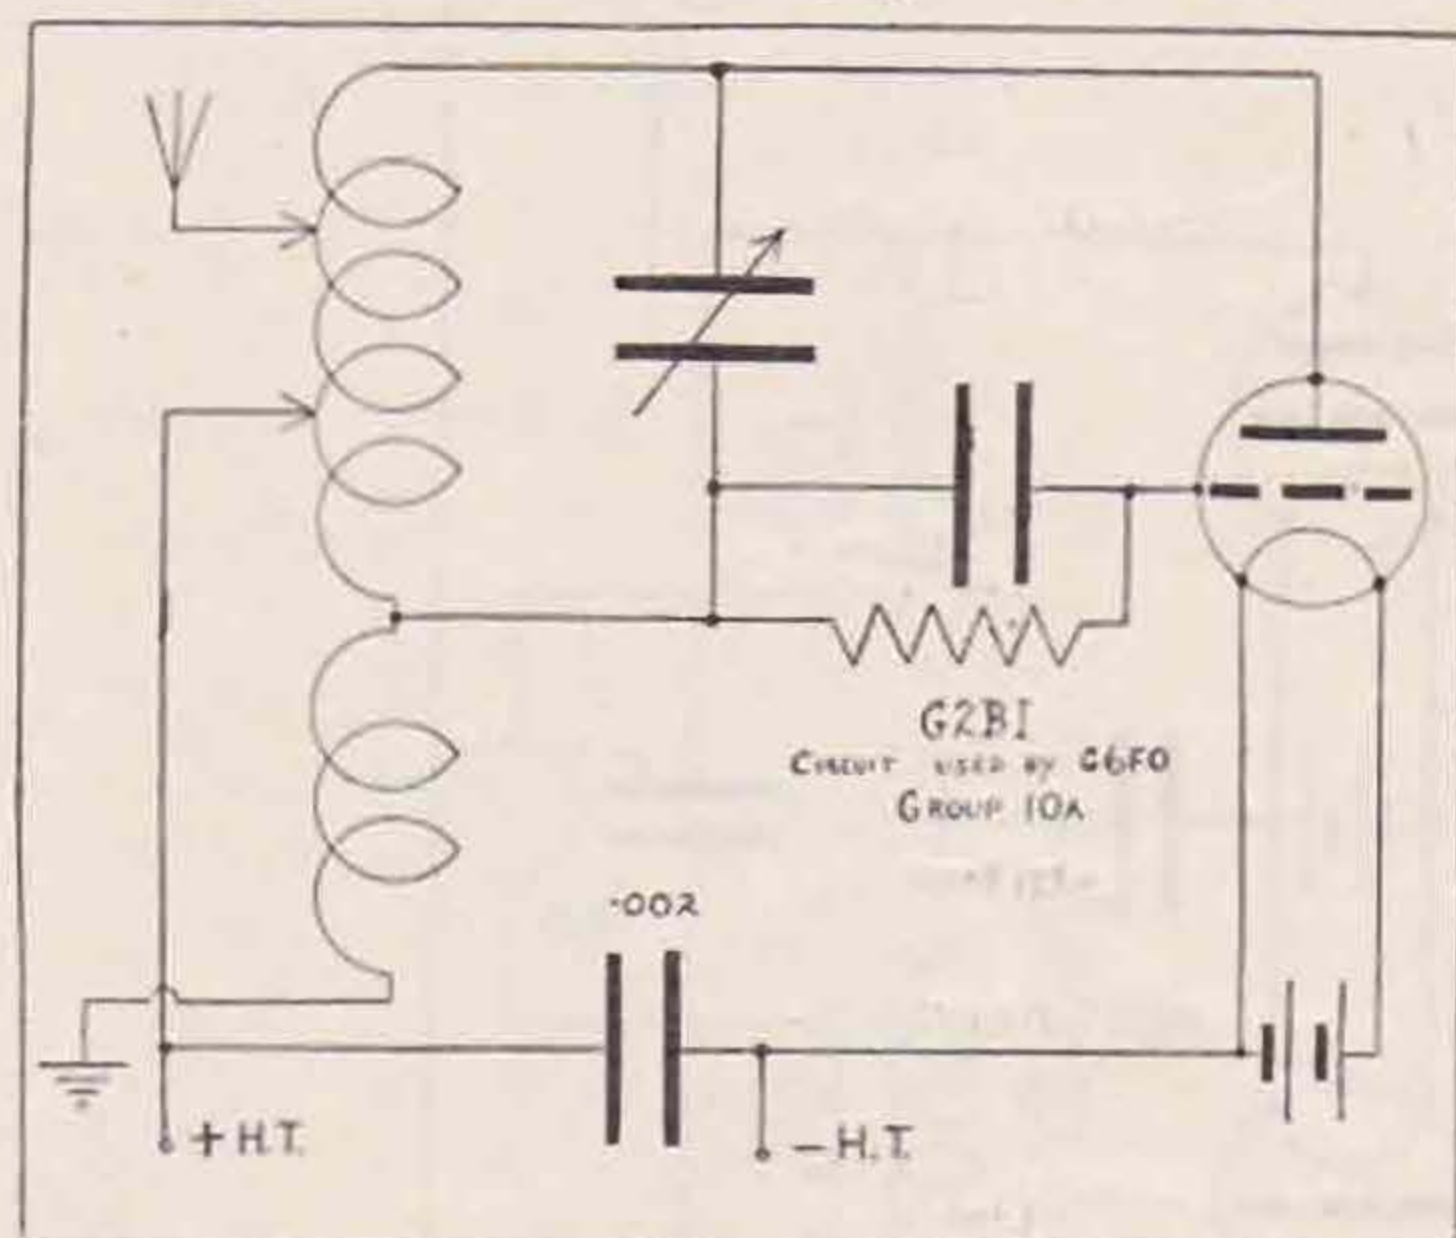 G2BI
CIRCUIT USED BY G6FO
GROUP 10A
·002
+ H.T.
– H.T.